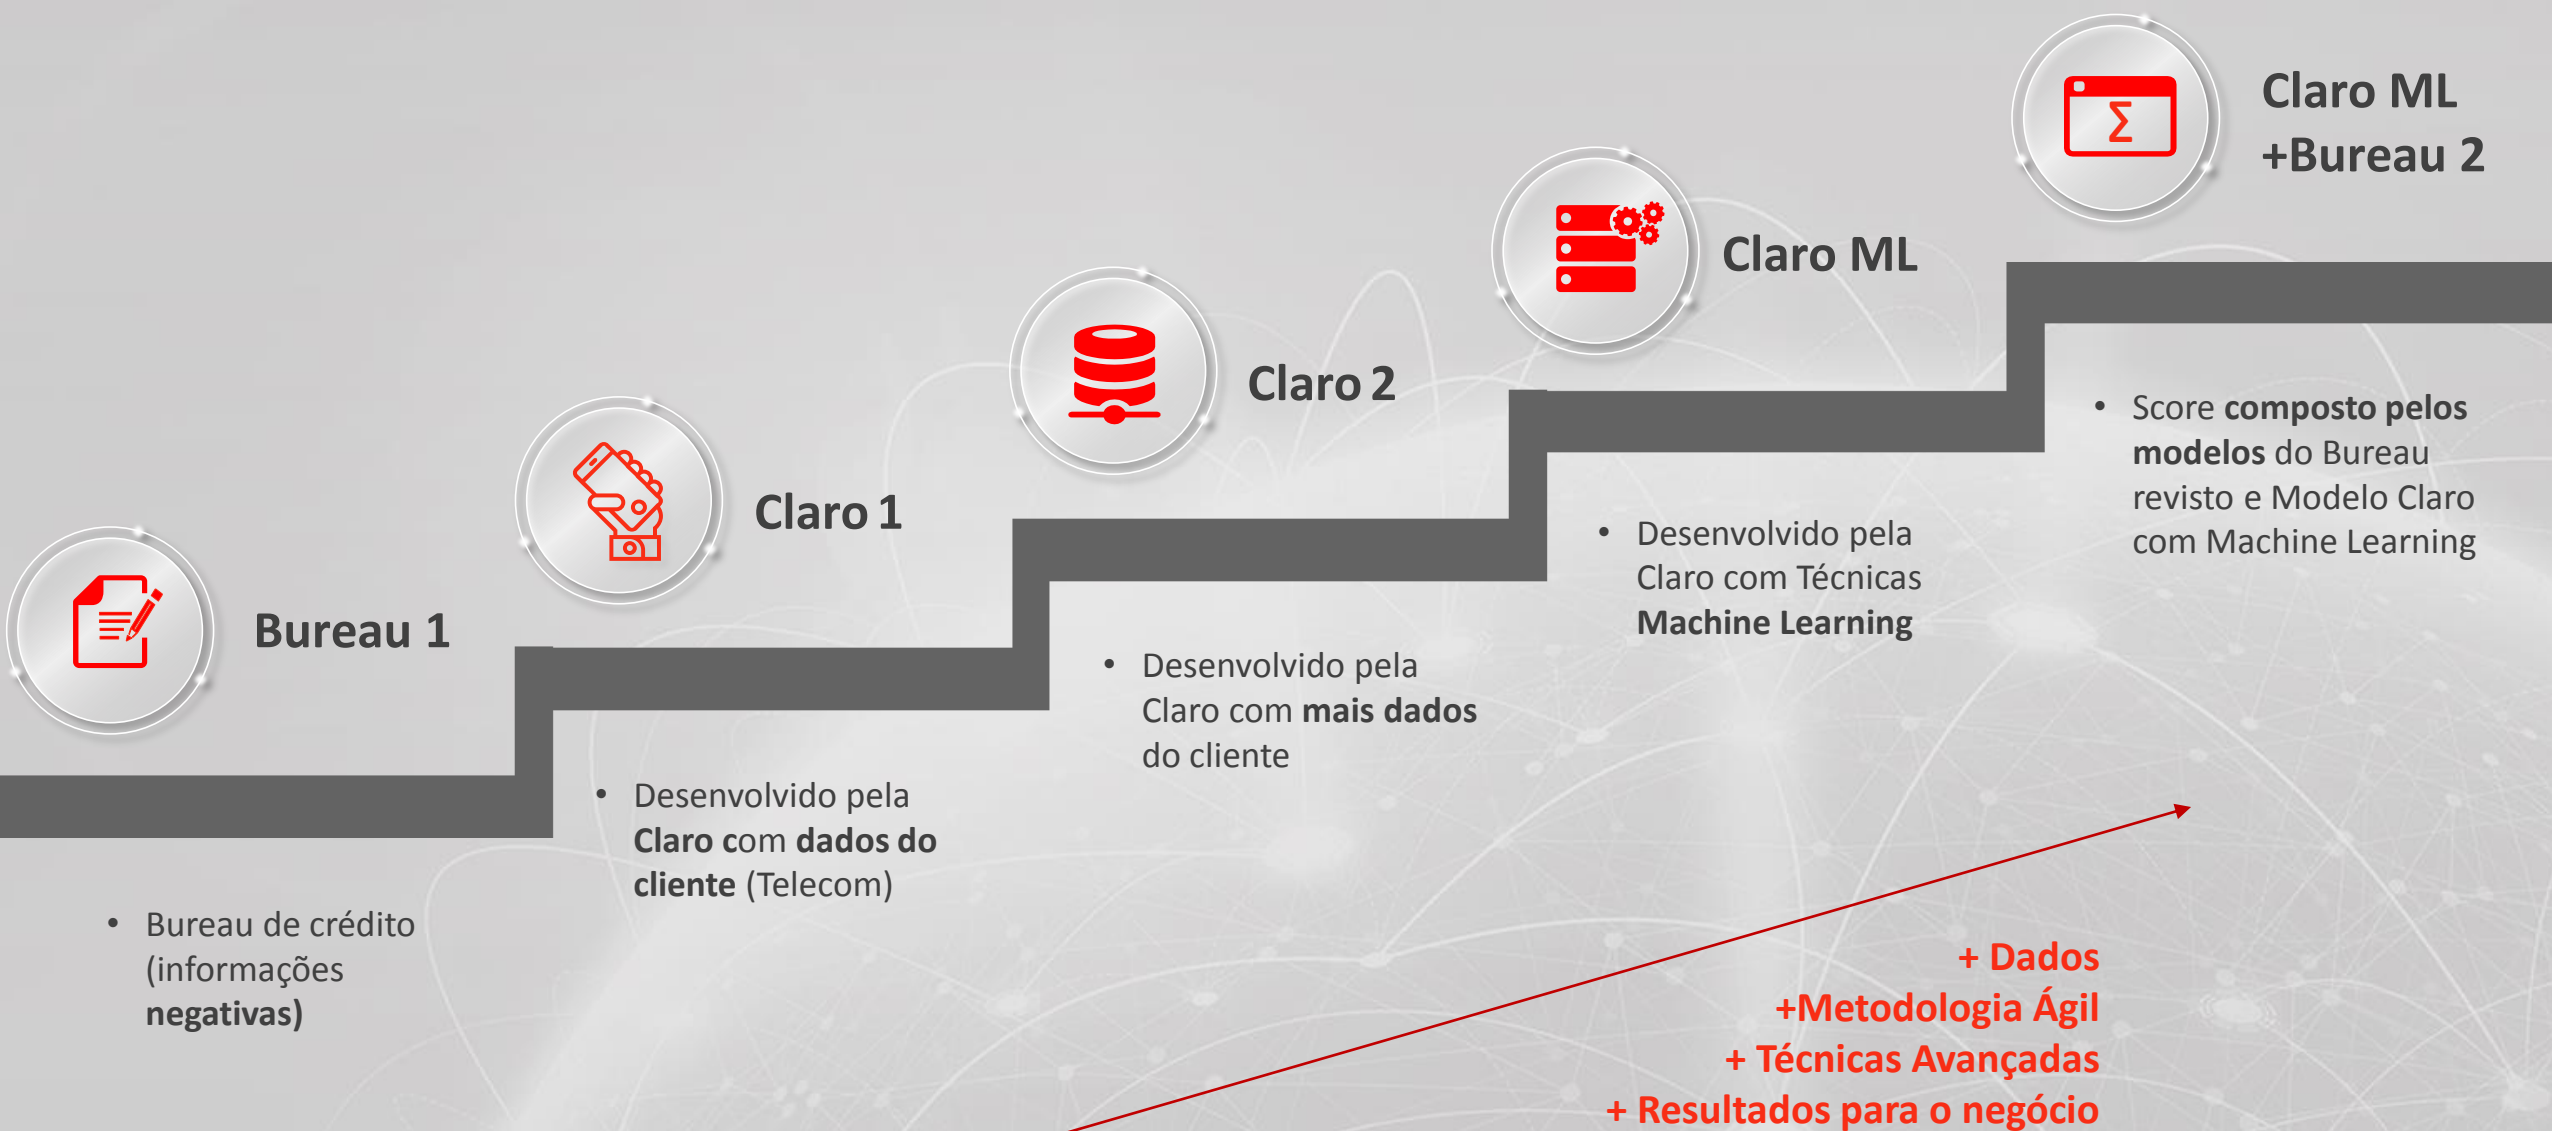 Bureau 1
• Bureau de crédito
(informações
negativas)
Claro 1
• Desenvolvido pela
Claro com dados do
cliente (Telecom)
Claro 2
• Desenvolvido pela
Claro com mais dados
do cliente
Claro ML
• Desenvolvido pela
Claro com Técnicas
Machine Learning
Claro ML
+Bureau 2
• Score composto pelos
modelos do Bureau
revisto e Modelo Claro
com Machine Learning
+ Dados
+Metodologia Ágil
+ Técnicas Avançadas
+ Resultados para o negócio